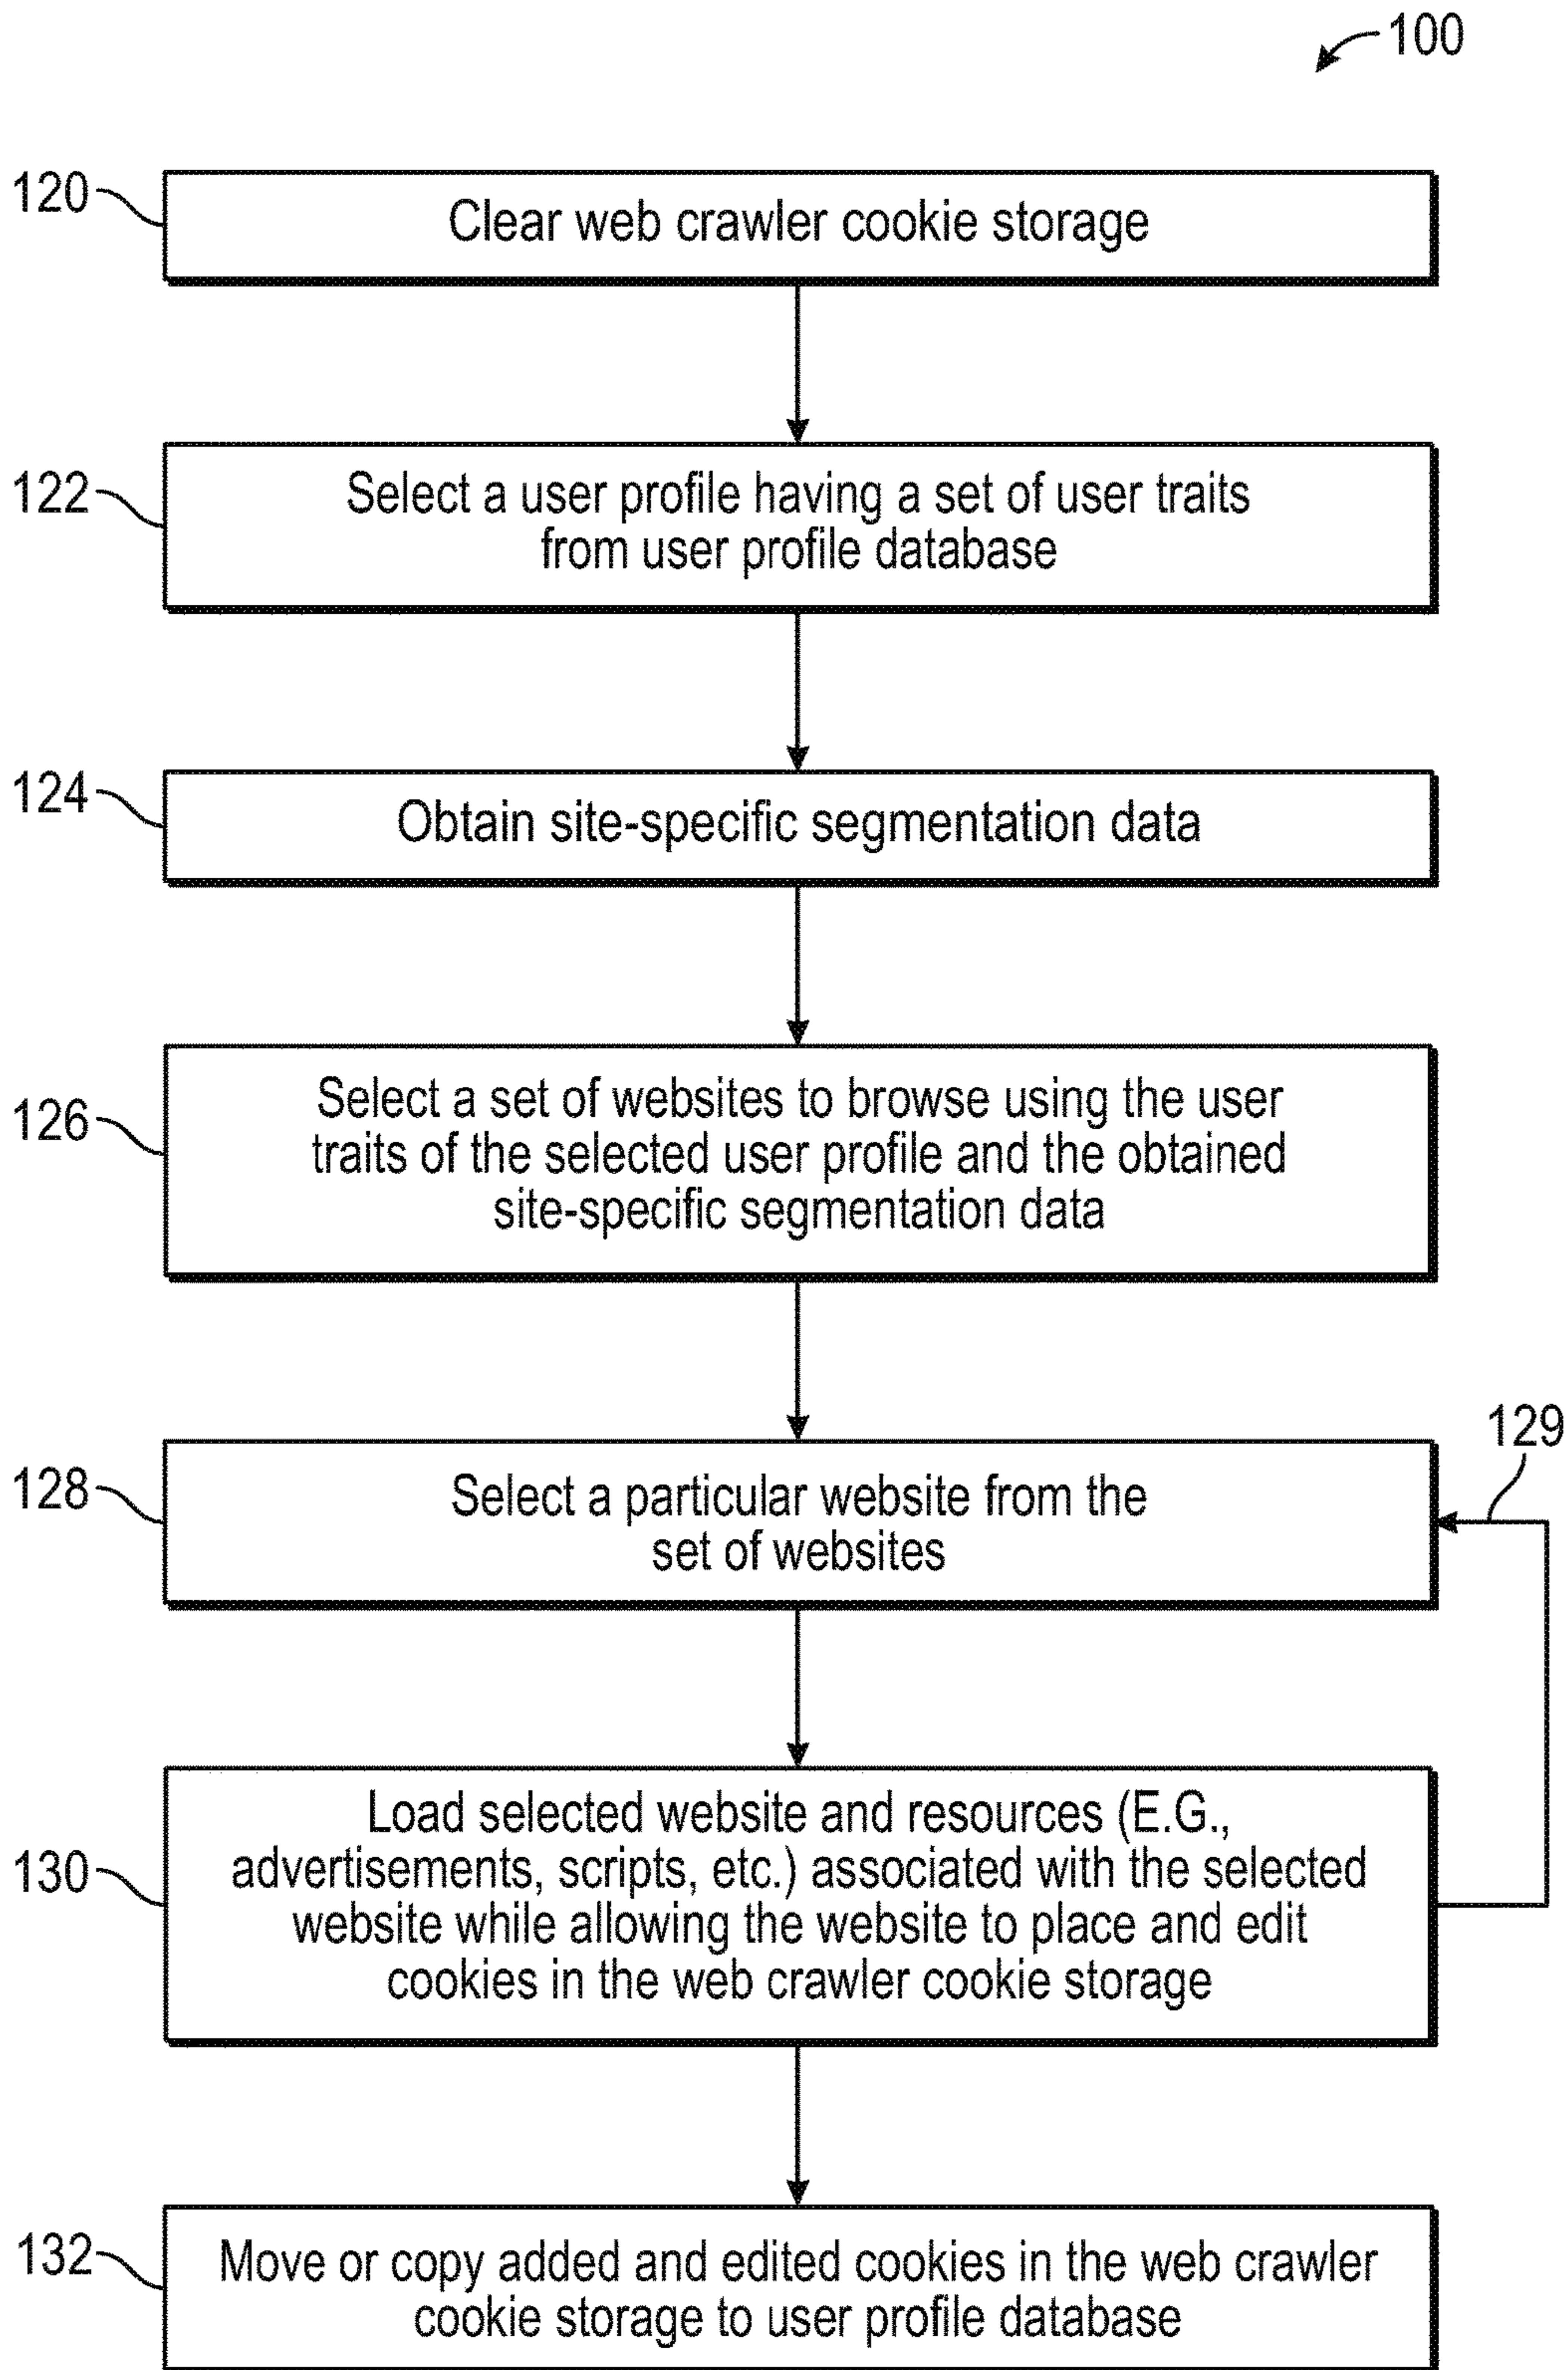 100
120
Clear web crawler cookie storage
122
Select a user profile having a set of user traits
from user profile database
124
Obtain site-specific segmentation data
126
Select a set of websites to browse using the user
traits of the selected user profile and the obtained
site-specific segmentation data
129
128
Select a particular website from the
set of websites
130
Load selected website and resources (E.G.,
advertisements, scripts, etc.) associated with the selected
website while allowing the website to place and edit
cookies in the web crawler cookie storage
132
Move or copy added and edited cookies in the web crawler
cookie storage to user profile database